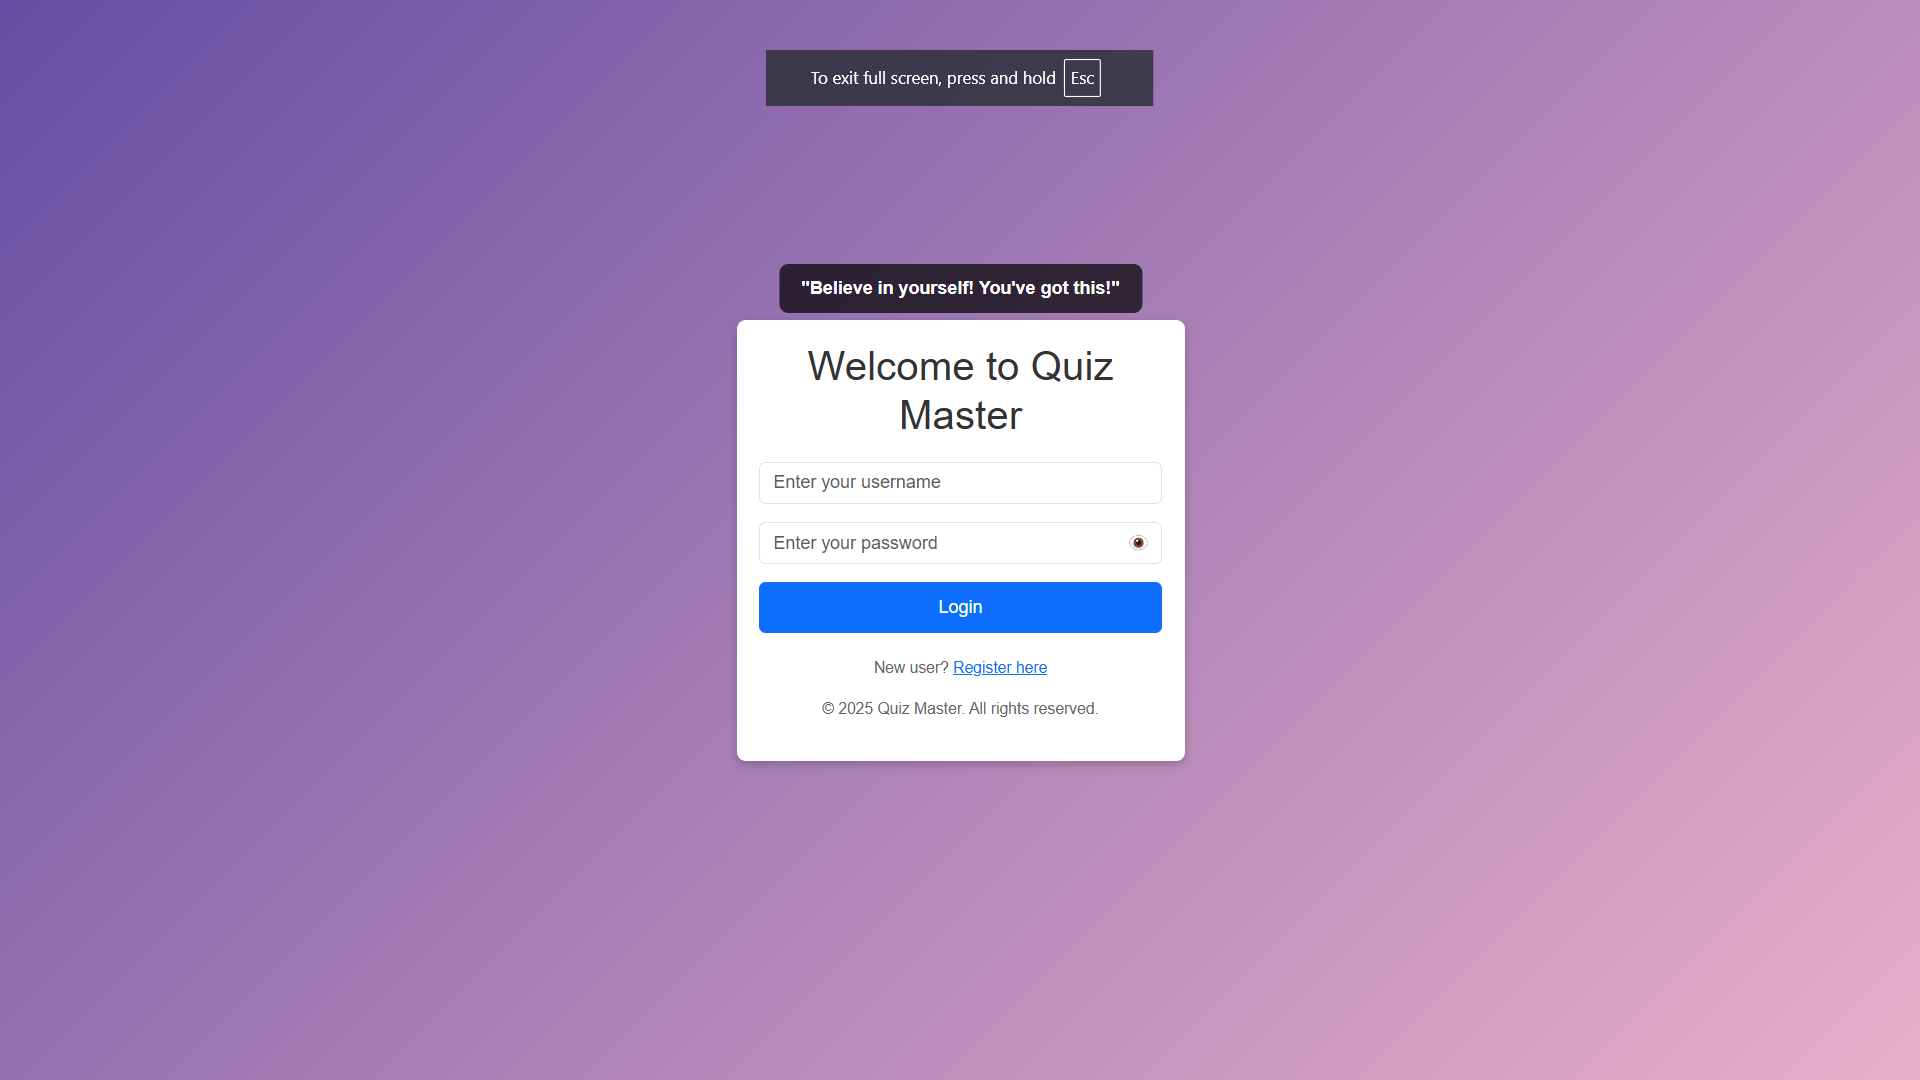 To exit full screen, press and hold Esc
"Believe in yourself! You've got this!"
Welcome to Quiz
Master
Enter your username
Enter your password
Login
New user? Register here
© 2025 Quiz Master. All rights reserved.